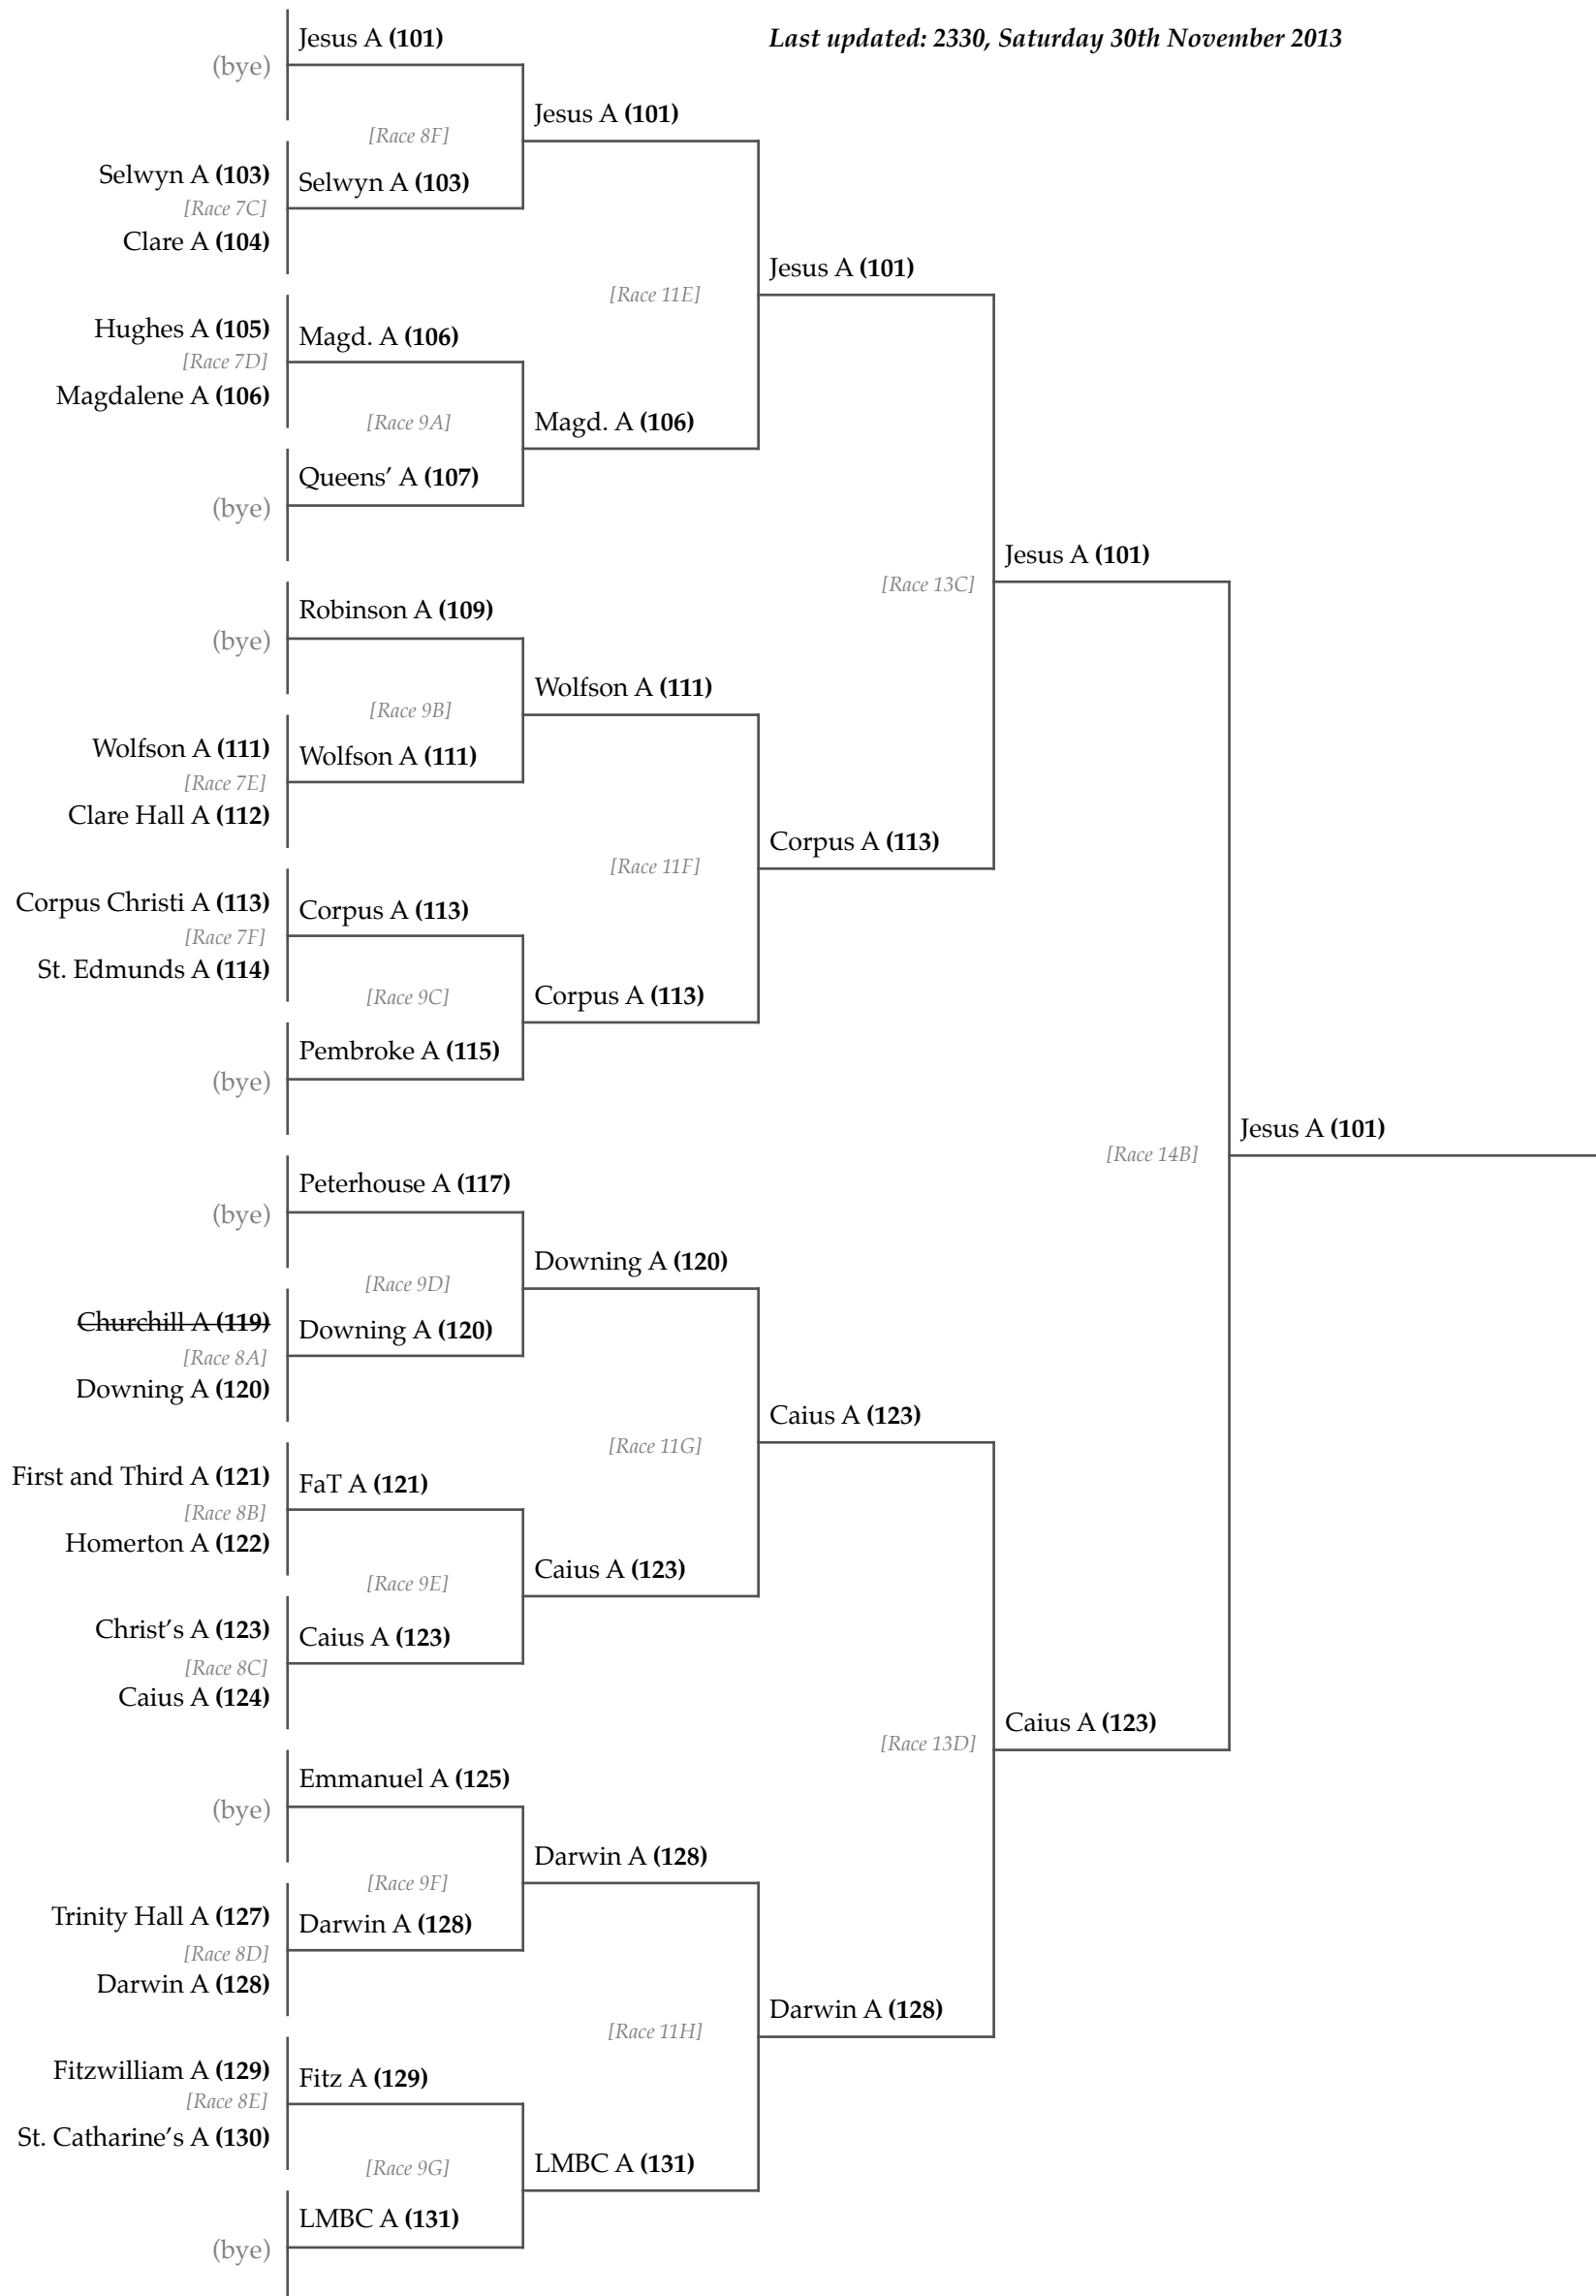 Jesus A (101)
Last updated: 2330, Saturday 30th November 2013
(bye)
Jesus A (101)
[Race 8F]
Selwyn A (103)
Selwyn A (103)
[Race 7C]
Clare A (104)
Jesus A (101)
[Race 11E]
Hughes A (105)
Magd. A (106)
[Race 7D]
Magdalene A (106)
[Race 9A]
Magd. A (106)
Queens' A (107)
(bye)
Jesus A (101)
[Race 13C]
Robinson A (109)
(bye)
Wolfson A (111)
[Race 9B]
Wolfson A (111)
Wolfson A (111)
[Race 7E]
Clare Hall A (112)
Corpus A (113)
[Race 11F]
Corpus Christi A (113)
Corpus A (113)
[Race 7F]
St. Edmunds A (114)
[Race 9C]
Corpus A (113)
Pembroke A (115)
(bye)
Jesus A (101)
[Race 14B]
Peterhouse A (117)
(bye)
Downing A (120)
[Race 9D]
Churchill A (119)
Downing A (120)
[Race 8A]
Downing A (120)
Caius A (123)
[Race 11G]
First and Third A (121)
FaT A (121)
[Race 8B]
Homerton A (122)
Caius A (123)
[Race 9E]
Christ's A (123)
Caius A (123)
[Race 8C]
Caius A (124)
Caius A (123)
[Race 13D]
Emmanuel A (125)
(bye)
Darwin A (128)
[Race 9F]
Trinity Hall A (127)
Darwin A (128)
[Race 8D]
Darwin A (128)
Darwin A (128)
[Race 11H]
Fitzwilliam A (129)
Fitz A (129)
[Race 8E]
St. Catharine's A (130)
LMBC A (131)
[Race 9G]
LMBC A (131)
(bye)